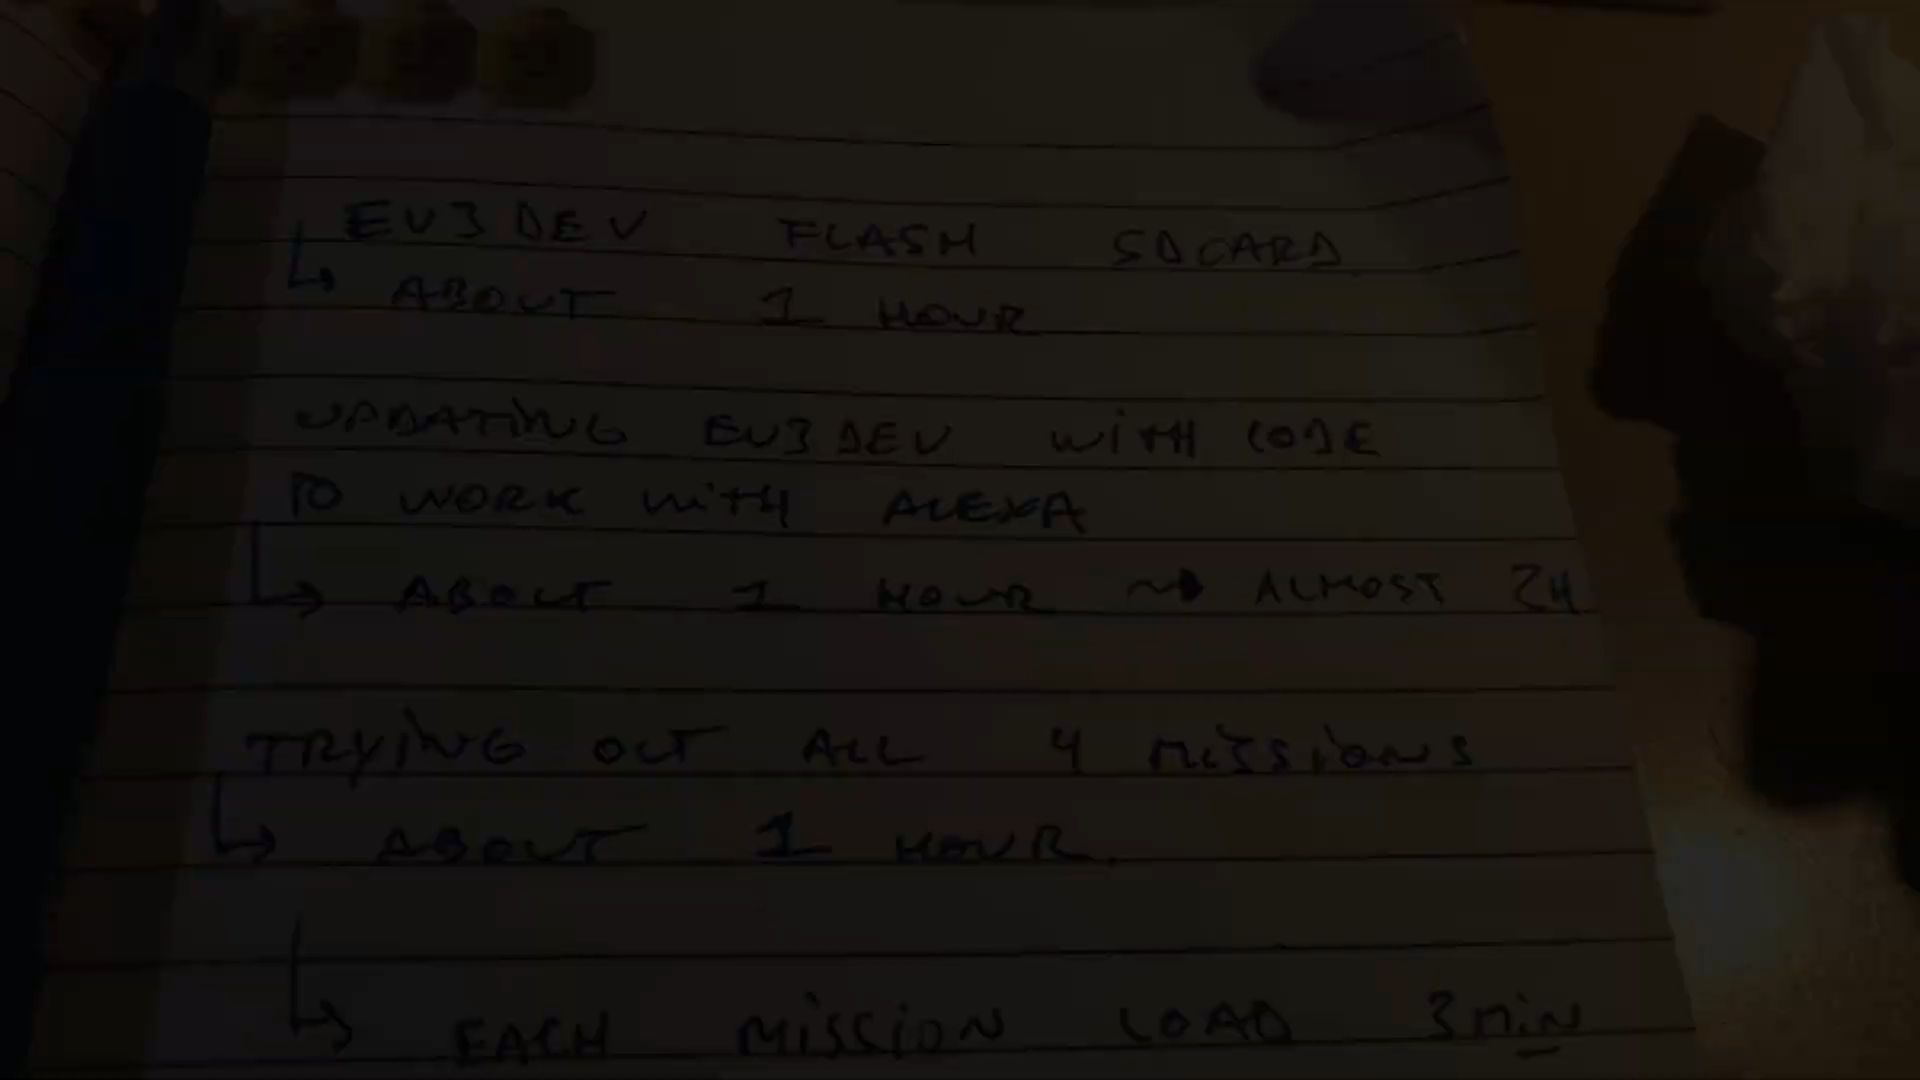 EV3DEV FLASH SDCARD
↳ ABOUT 1 HOUR
UPDATING EV3DEV WITH CODE
TO WORK WITH ALEXA
↳ ABOUT 1 HOUR → ALMOST 2H
TRYING OUT ALL 4 MISSIONS
↳ ABOUT 1 HOUR.
↳ EACH MISSION LOAD 3MIN